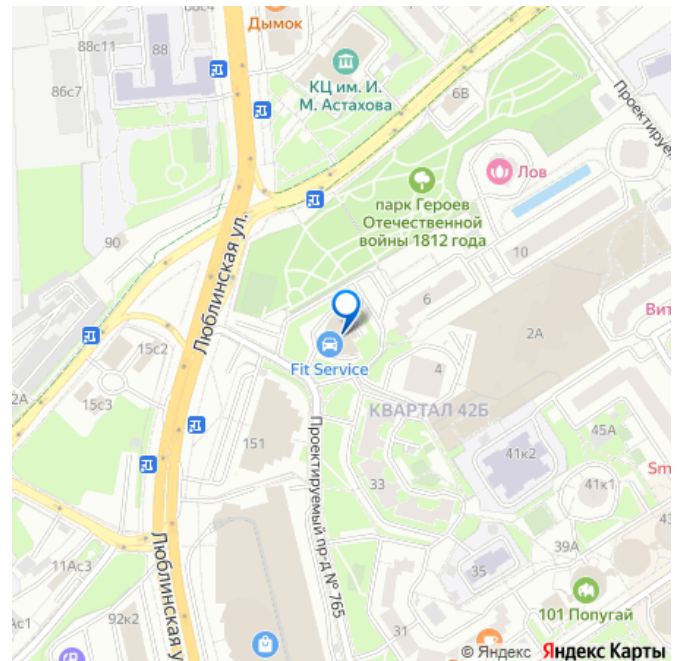 Дымок
88с11
88
86с7
КЦ им. И.
М. Астахова
6В
Проектируемы
Лов
парк Героев
Отечественной
войны 1812 года
90
Люблинская ул.
10
6
Вит
2А
15с2
Fit Service
4
2А
15с3
КВАРТАЛ 42Б
151
Проектируемый пр-д № 765
45А
41к2
Sm
33
41к1
43
Люблинская у
39А
11Ас3
35
101 Попугай
Ас1
92к2
31
© Яндекс Яндекс Карты